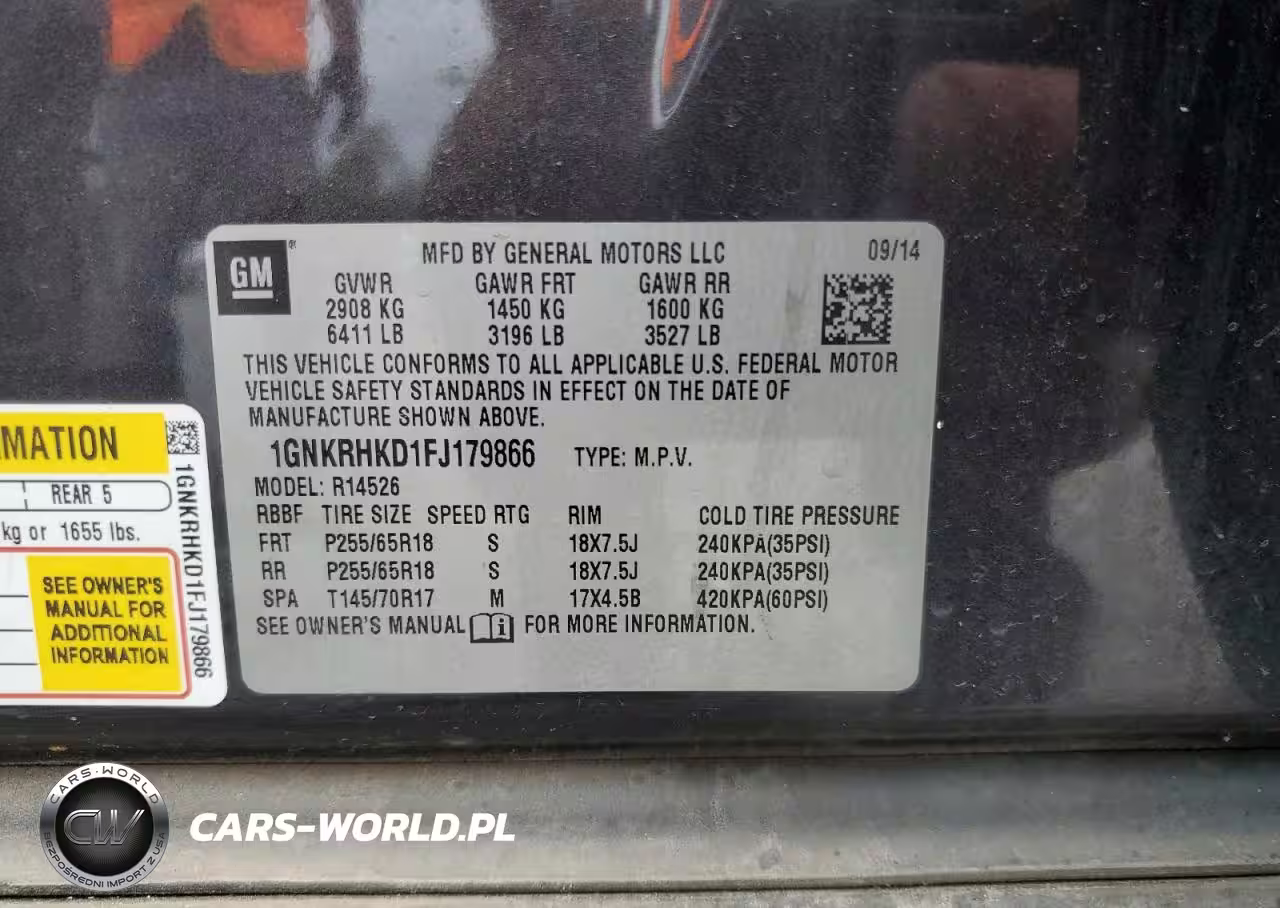 GM
®
MFD BY GENERAL MOTORS LLC 09/14
GVWR GAWR FRT GAWR RR
2908 KG 1450 KG 1600 KG
6411 LB 3196 LB 3527 LB
THIS VEHICLE CONFORMS TO ALL APPLICABLE U.S. FEDERAL MOTOR
VEHICLE SAFETY STANDARDS IN EFFECT ON THE DATE OF
MANUFACTURE SHOWN ABOVE.
1GNKRHKD1FJ179866 TYPE: M.P.V.
MODEL: R14526
RBBF TIRE SIZE SPEED RTG RIM COLD TIRE PRESSURE
FRT P255/65R18 S 18X7.5J 240KPA(35PSI)
RR P255/65R18 S 18X7.5J 240KPA(35PSI)
SPA T145/70R17 M 17X4.5B 420KPA(60PSI)
SEE OWNER'S MANUAL i FOR MORE INFORMATION.
MATION
REAR 5
kg or 1655 lbs.
SEE OWNER'S
MANUAL FOR
ADDITIONAL
INFORMATION
1GNKRHKD1FJ179866
CARS-WORLD
CW
BEZPOŚREDNI IMPORT Z USA
CARS-WORLD.PL